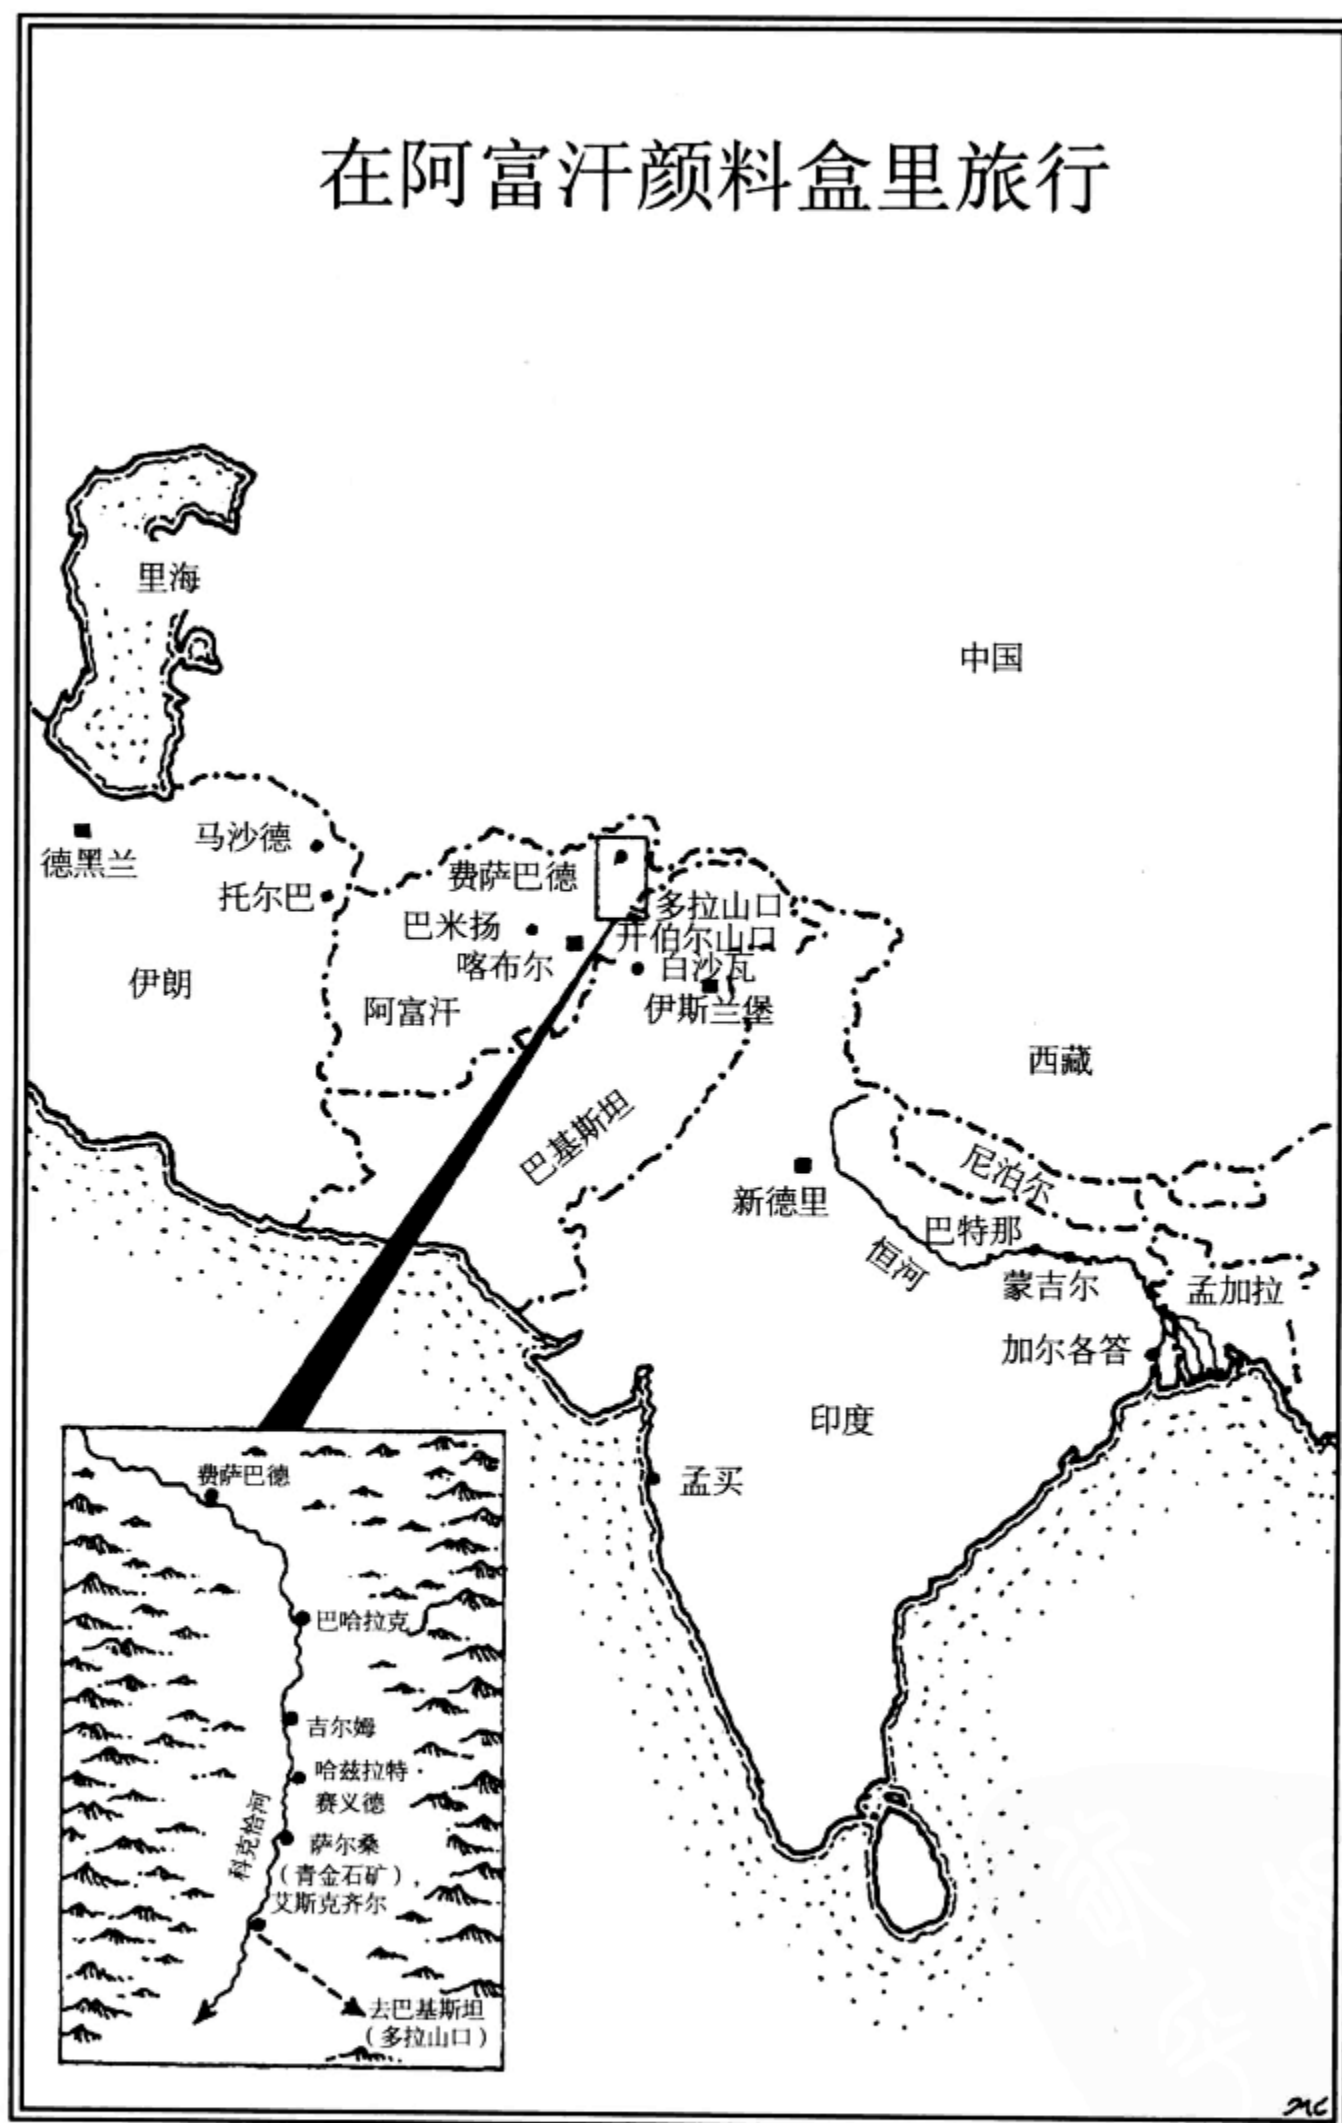 在阿富汗颜料盒里旅行
里海
中国
马沙德
德黑兰
托尔巴
费萨巴德
多拉山口
巴米扬
开伯尔山口
喀布尔
白沙瓦
伊朗
阿富汗
伊斯兰堡
西藏
巴基斯坦
尼泊尔
新德里
巴特那
恒河
蒙吉尔
孟加拉
加尔各答
印度
孟买
费萨巴德
巴哈拉克
吉尔姆
哈兹拉特
赛义德
科克恰河
萨尔桑
（青金石矿）
艾斯克齐尔
去巴基斯坦
（多拉山口）